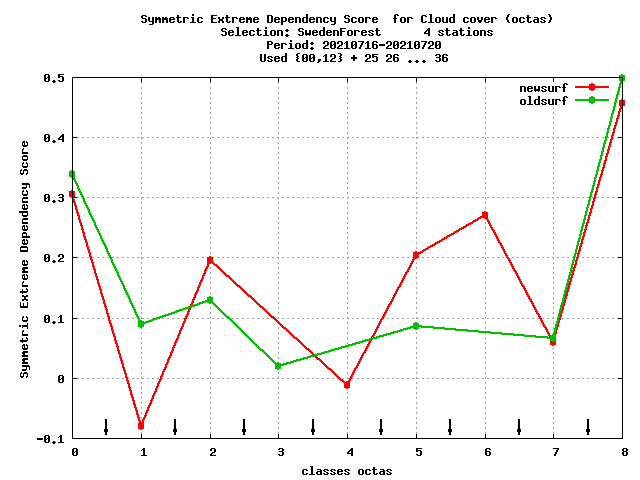 Symmetric Extreme Dependency Score  for Cloud cover (octas)
Selection: SwedenForest      4 stations
Period: 20210716-20210720
Used {00,12} + 25 26 ... 36
newsurf
oldsurf
Symmetric Extreme Dependency Score
0.5
0.4
0.3
0.2
0.1
0
-0.1
0 1 2 3 4 5 6 7 8
classes octas